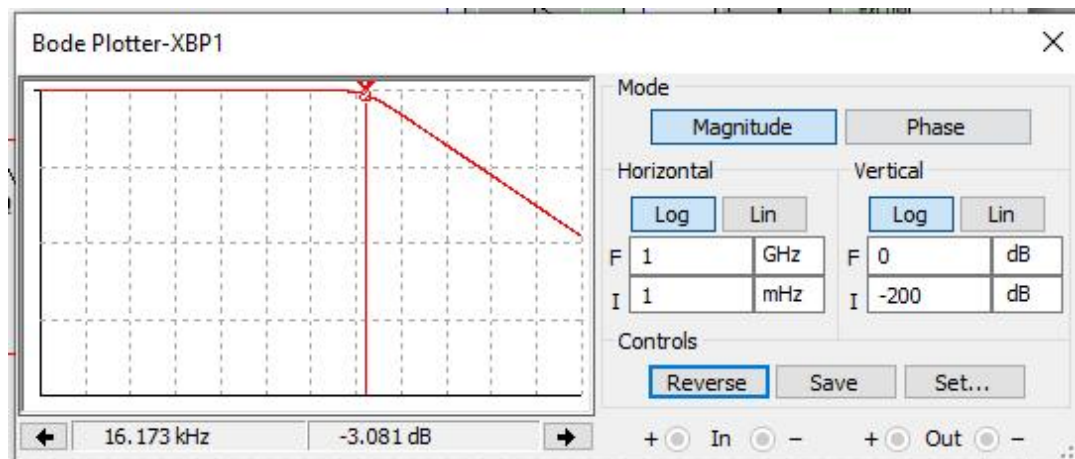 Bode Plotter-XBP1
Mode
Magnitude Phase
Horizontal Vertical
Log Lin Log Lin
F 1 GHz F 0 dB
I 1 mHz I -200 dB
Controls
Reverse Save Set...
16.173 kHz -3.081 dB + In - + Out -